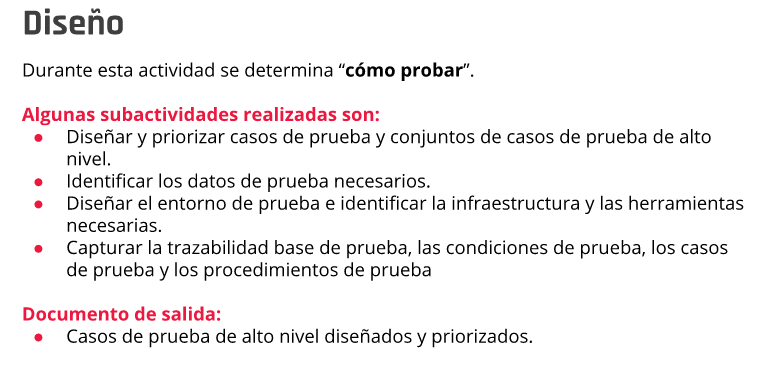 Diseño
Durante esta actividad se determina “cómo probar”.
Algunas subactividades realizadas son:
● Diseñar y priorizar casos de prueba y conjuntos de casos de prueba de alto
nivel.
● Identificar los datos de prueba necesarios.
● Diseñar el entorno de prueba e identificar la infraestructura y las herramientas
necesarias.
● Capturar la trazabilidad base de prueba, las condiciones de prueba, los casos
de prueba y los procedimientos de prueba
Documento de salida:
● Casos de prueba de alto nivel diseñados y priorizados.